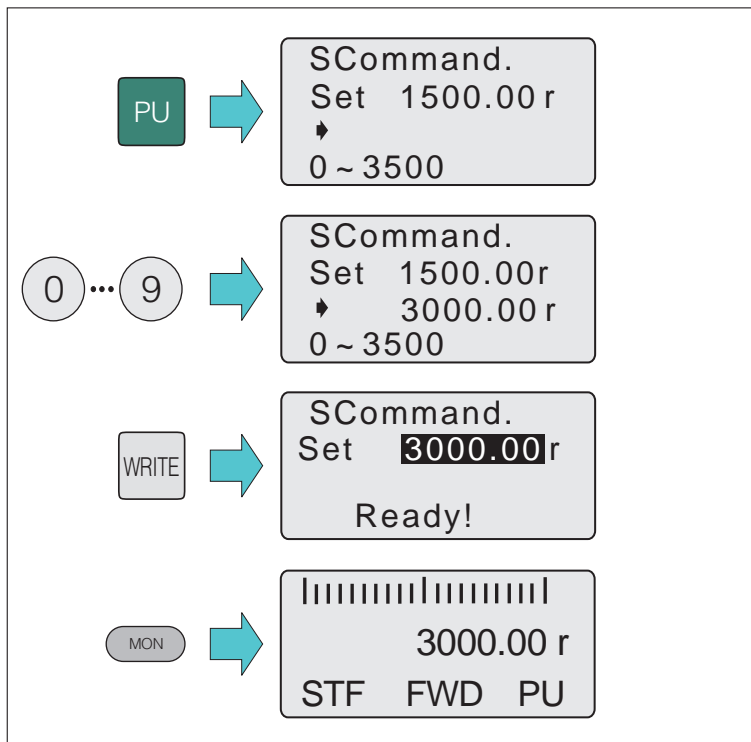 PU
SCommand.
Set 1500.00 r
➧
0 ~ 3500
0 ••• 9
SCommand.
Set 1500.00r
➧ 3000.00 r
0 ~ 3500
WRITE
SCommand.
Set 3000.00 r
Ready!
MON
3000.00 r
STF FWD PU